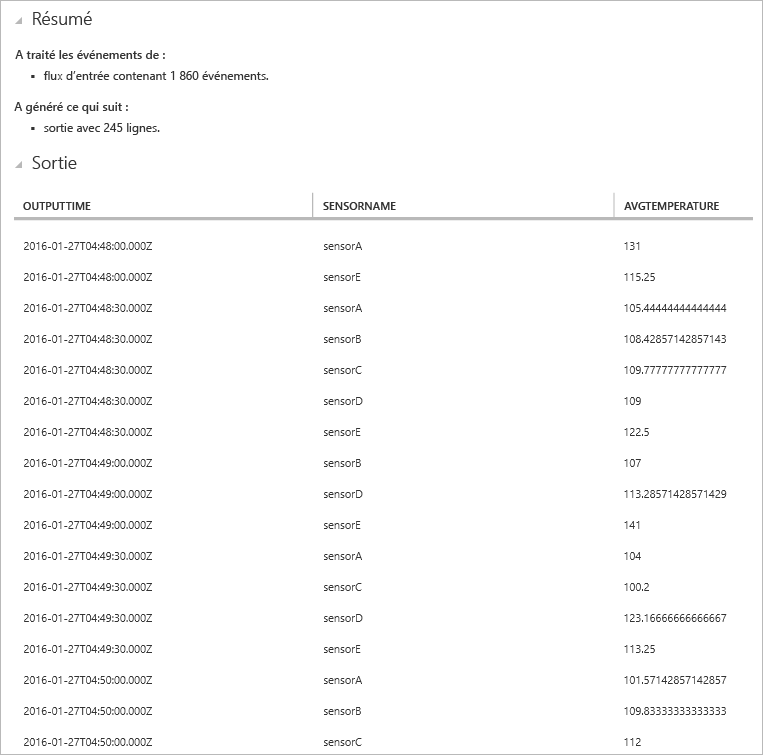 Résumé
A traité les événements de :
▪ flux d’entrée contenant 1 860 événements.
A généré ce qui suit :
▪ sortie avec 245 lignes.
Sortie
OUTPUTTIME SENSORNAME AVGTEMPERATURE
2016-01-27T04:48:00.000Z sensorA 131
2016-01-27T04:48:00.000Z sensorE 115.25
2016-01-27T04:48:30.000Z sensorA 105.44444444444444
2016-01-27T04:48:30.000Z sensorB 108.42857142857143
2016-01-27T04:48:30.000Z sensorC 109.77777777777777
2016-01-27T04:48:30.000Z sensorD 109
2016-01-27T04:48:30.000Z sensorE 122.5
2016-01-27T04:49:00.000Z sensorB 107
2016-01-27T04:49:00.000Z sensorD 113.28571428571429
2016-01-27T04:49:00.000Z sensorE 141
2016-01-27T04:49:30.000Z sensorA 104
2016-01-27T04:49:30.000Z sensorC 100.2
2016-01-27T04:49:30.000Z sensorD 123.16666666666667
2016-01-27T04:49:30.000Z sensorE 113.25
2016-01-27T04:50:00.000Z sensorA 101.57142857142857
2016-01-27T04:50:00.000Z sensorB 109.83333333333333
2016-01-27T04:50:00.000Z sensorC 112